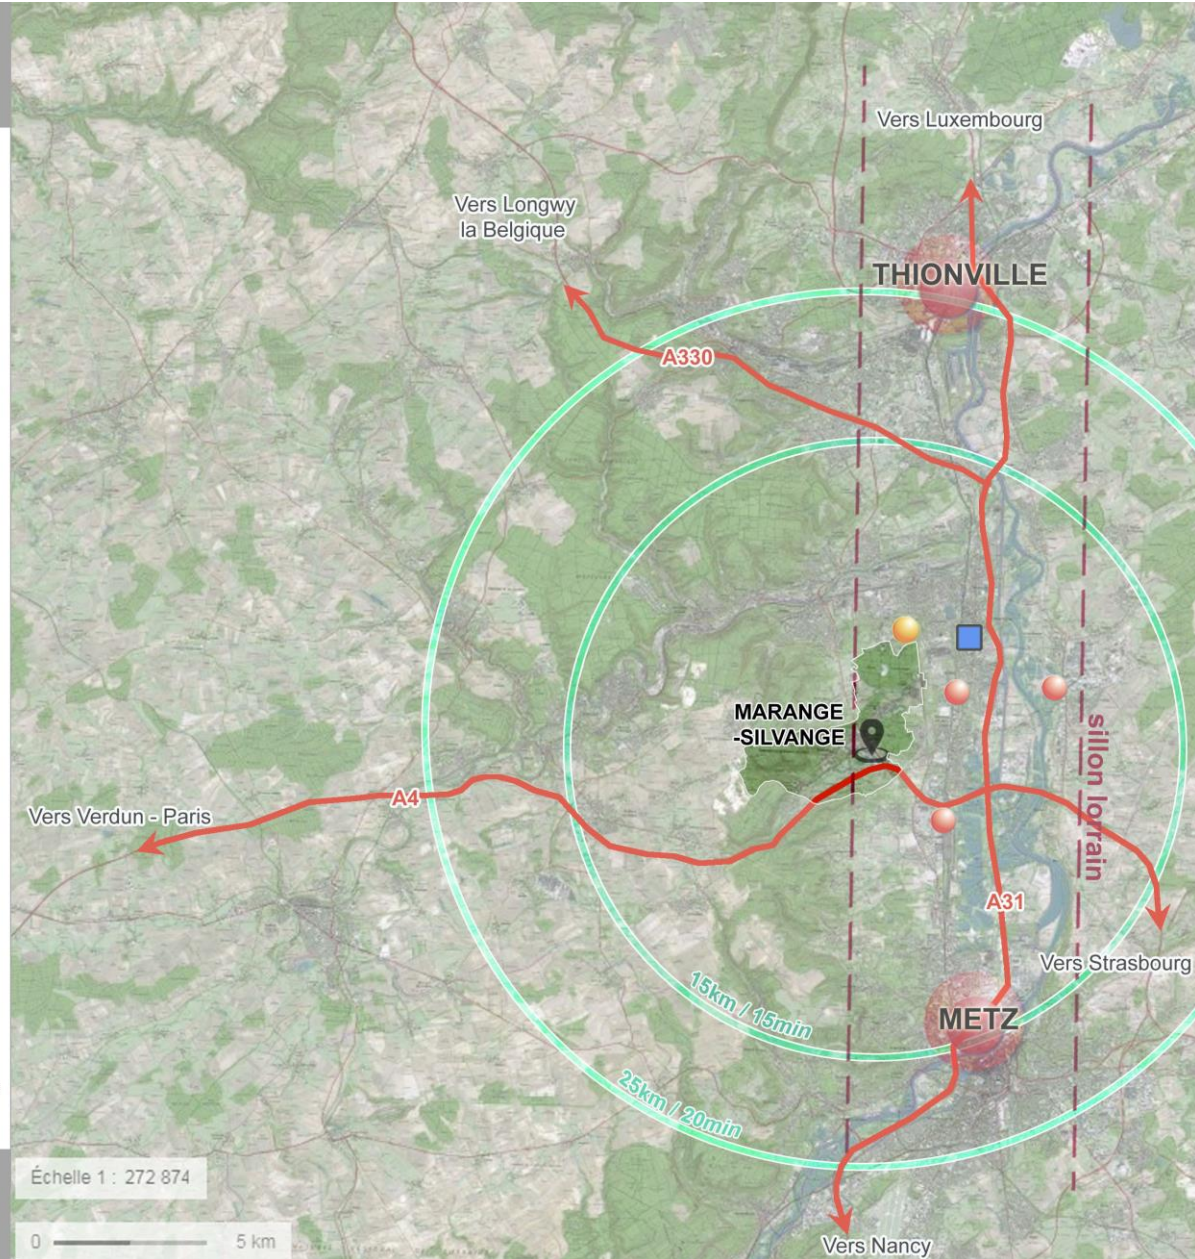 Vers Luxembourg
Vers Longwy
la Belgique
THIONVILLE
A330
MARANGE
-SILVANGE
sillon lorrain
A4
Vers Verdun - Paris
A31
Vers Strasbourg
15km / 15min
METZ
25km / 20min
Échelle 1 : 272 874
0 5 km
Vers Nancy